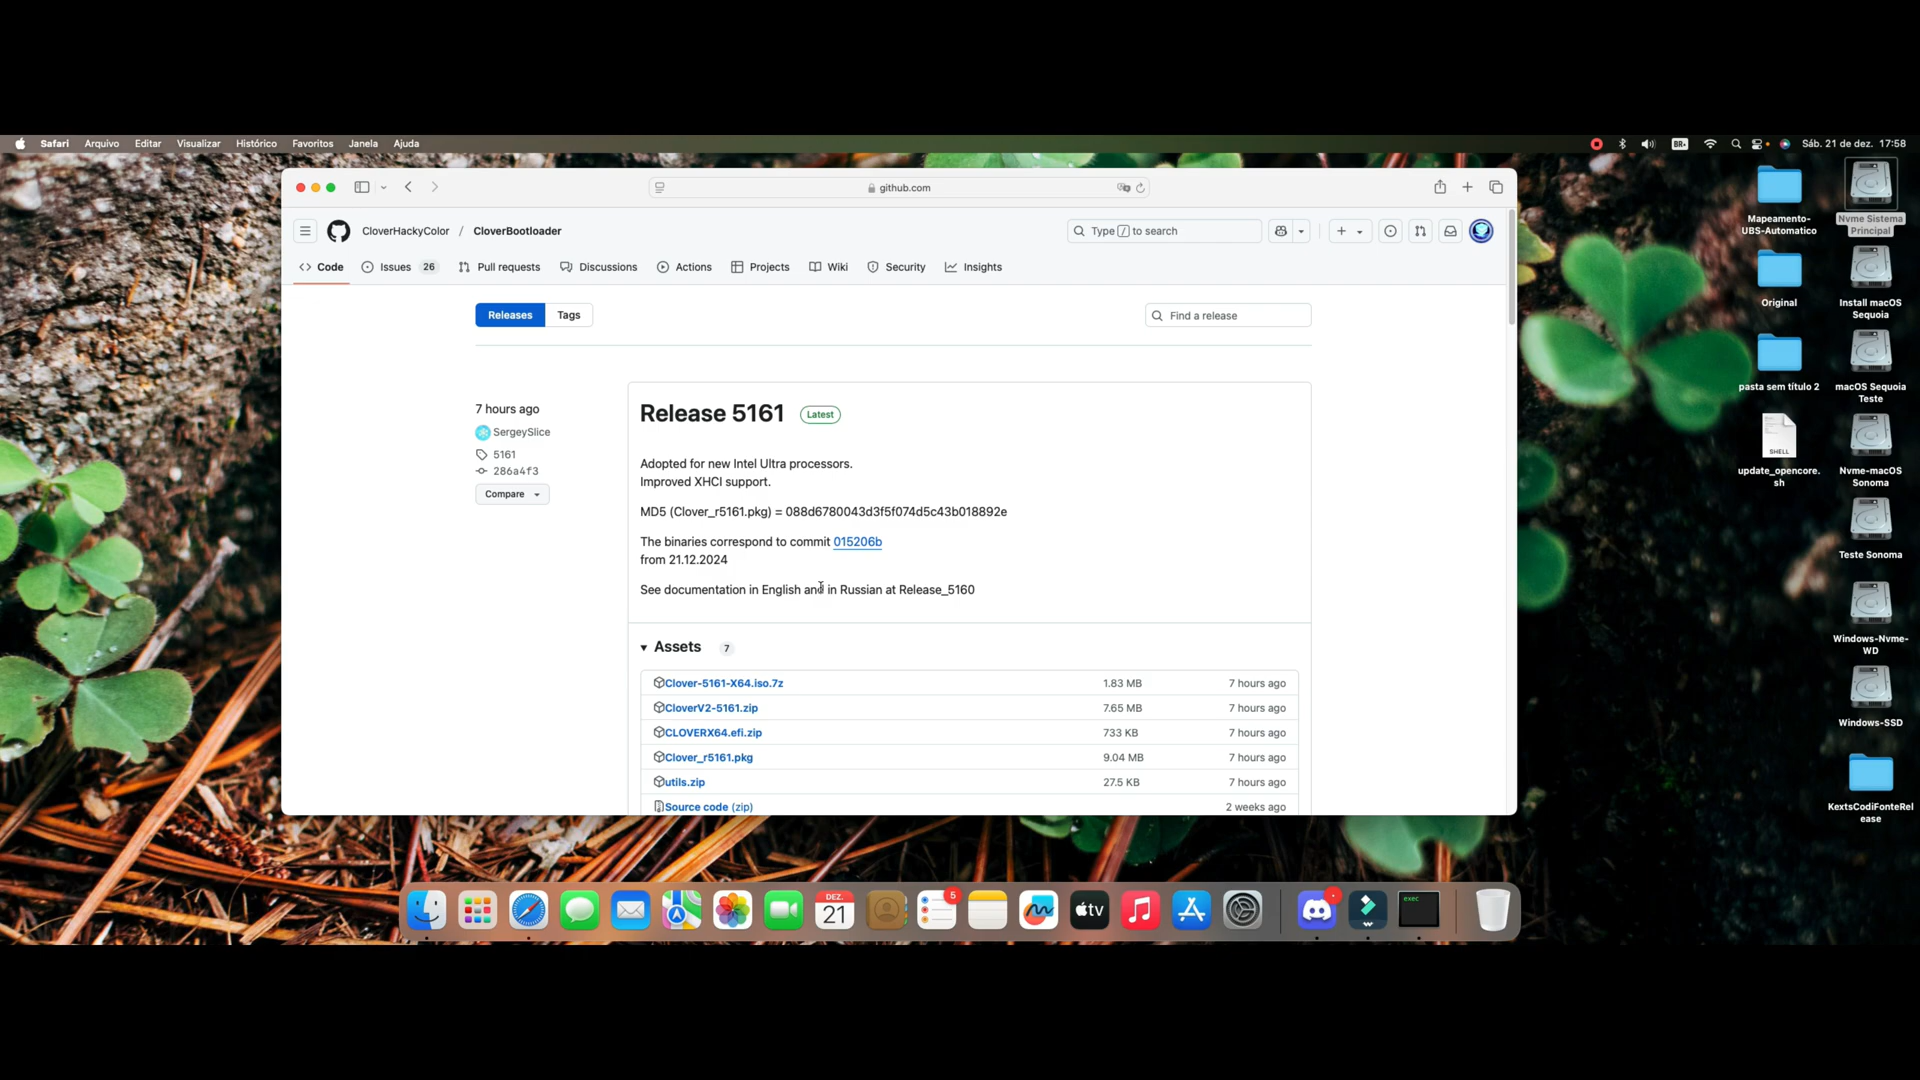 Safari Arquivo Editar Visualizar Histórico Favoritos Janela Ajuda
BR Sáb. 21 de dez. 17:58
github.com
CloverHackyColor / CloverBootloader
Type / to search
Code Issues 26 Pull requests Discussions Actions Projects Wiki Security Insights
Releases Tags
Find a release
7 hours ago
SergeySlice
5161
286a4f3
Compare
Release 5161 Latest
Adopted for new Intel Ultra processors.
Improved XHCI support.
MD5 (Clover_r5161.pkg) = 088d6780043d3f5f074d5c43b018892e
The binaries correspond to commit 015206b
from 21.12.2024
See documentation in English and in Russian at Release_5160
Assets 7
Clover-5161-X64.iso.7z 1.83 MB 7 hours ago
CloverV2-5161.zip 7.65 MB 7 hours ago
CLOVERX64.efi.zip 733 KB 7 hours ago
Clover_r5161.pkg 9.04 MB 7 hours ago
utils.zip 27.5 KB 7 hours ago
Source code (zip) 2 weeks ago
Mapeamento-
UBS-Automatico
Nvme Sistema
Principal
Original
Install macOS
Sequoia
pasta sem título 2
macOS Sequoia
Teste
SHELL
update_opencore.
sh
Nvme-macOS
Sonoma
Teste Sonoma
Windows-Nvme-
WD
Windows-SSD
KextsCodiFonteRel
ease
DEZ.
21
5
tv
exec